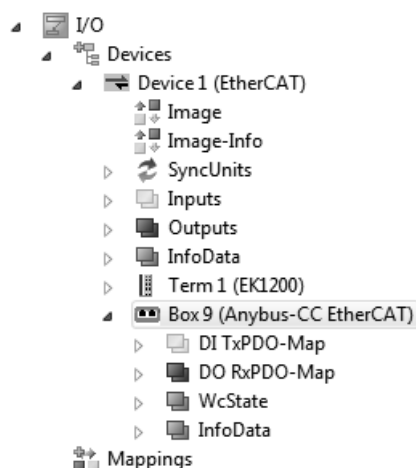 I/O
Devices
Device 1 (EtherCAT)
Image
Image-Info
SyncUnits
Inputs
Outputs
InfoData
Term 1 (EK1200)
Box 9 (Anybus-CC EtherCAT)
DI TxPDO-Map
DO RxPDO-Map
WcState
InfoData
Mappings